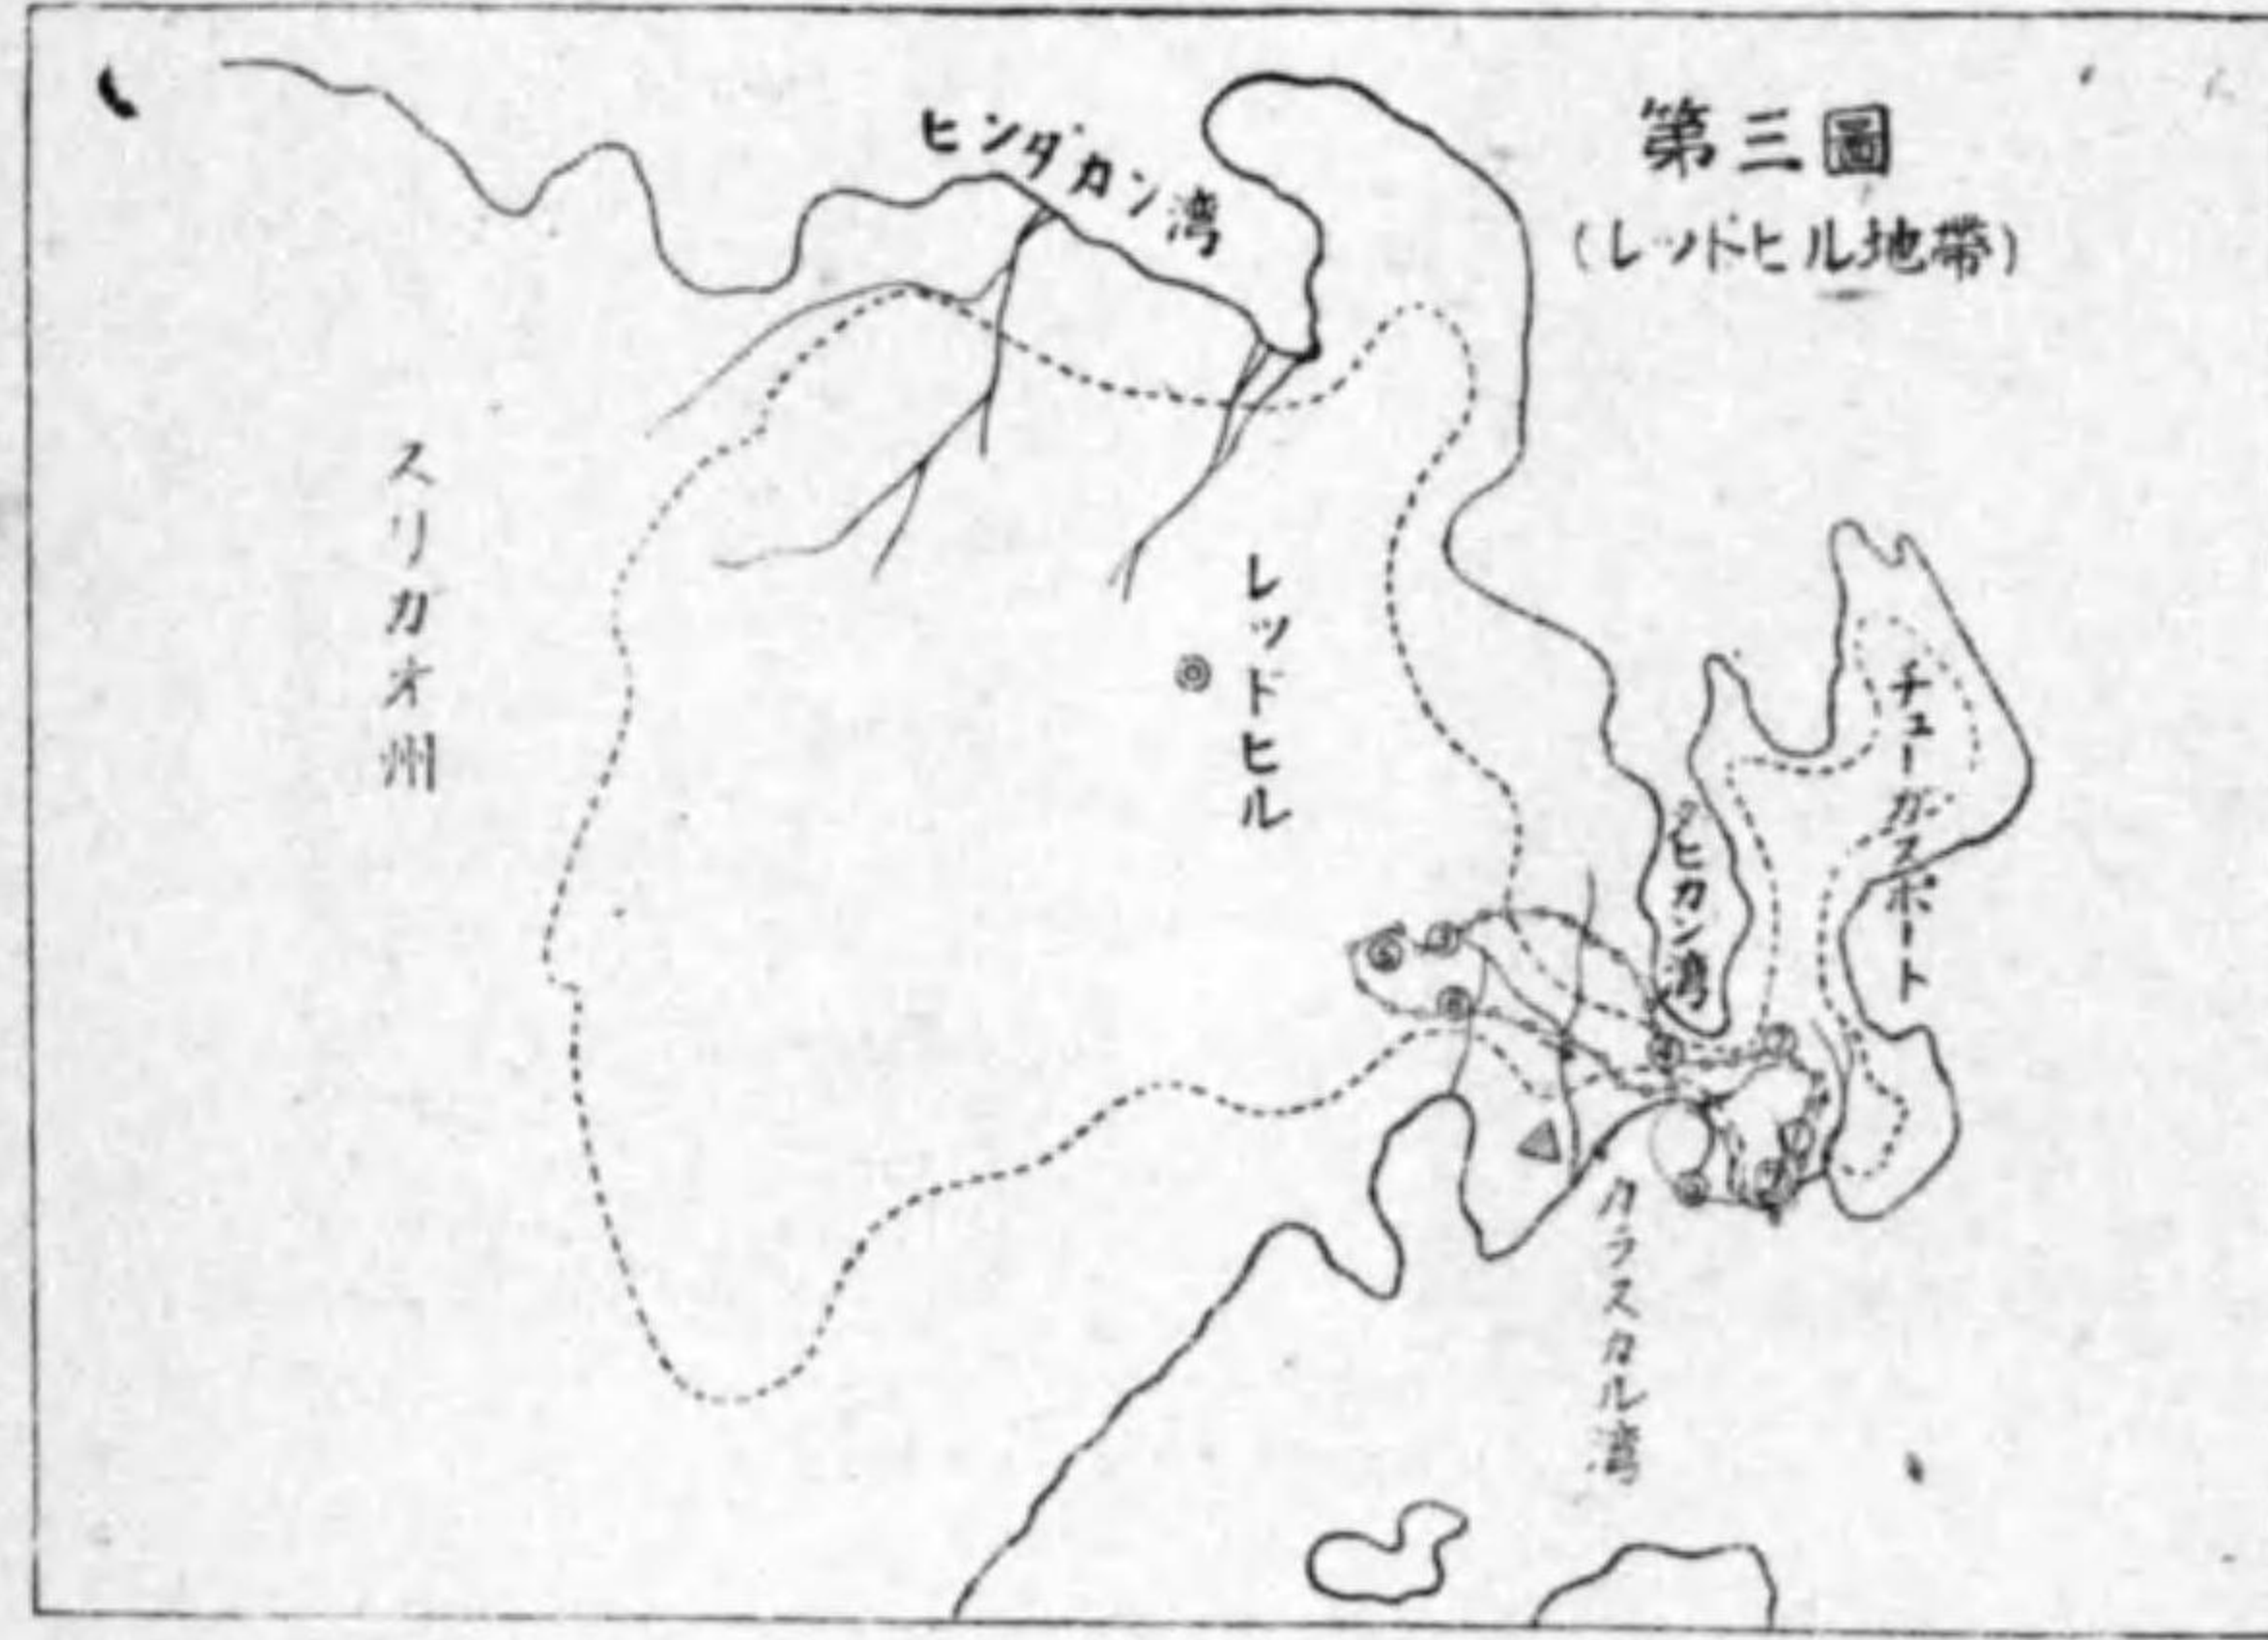 第三圖
(レッドヒル地帶)
ヒンダカン湾
スリガオ州
レッドヒル
チューガスポート
ヒカン湾
カラスカル湾